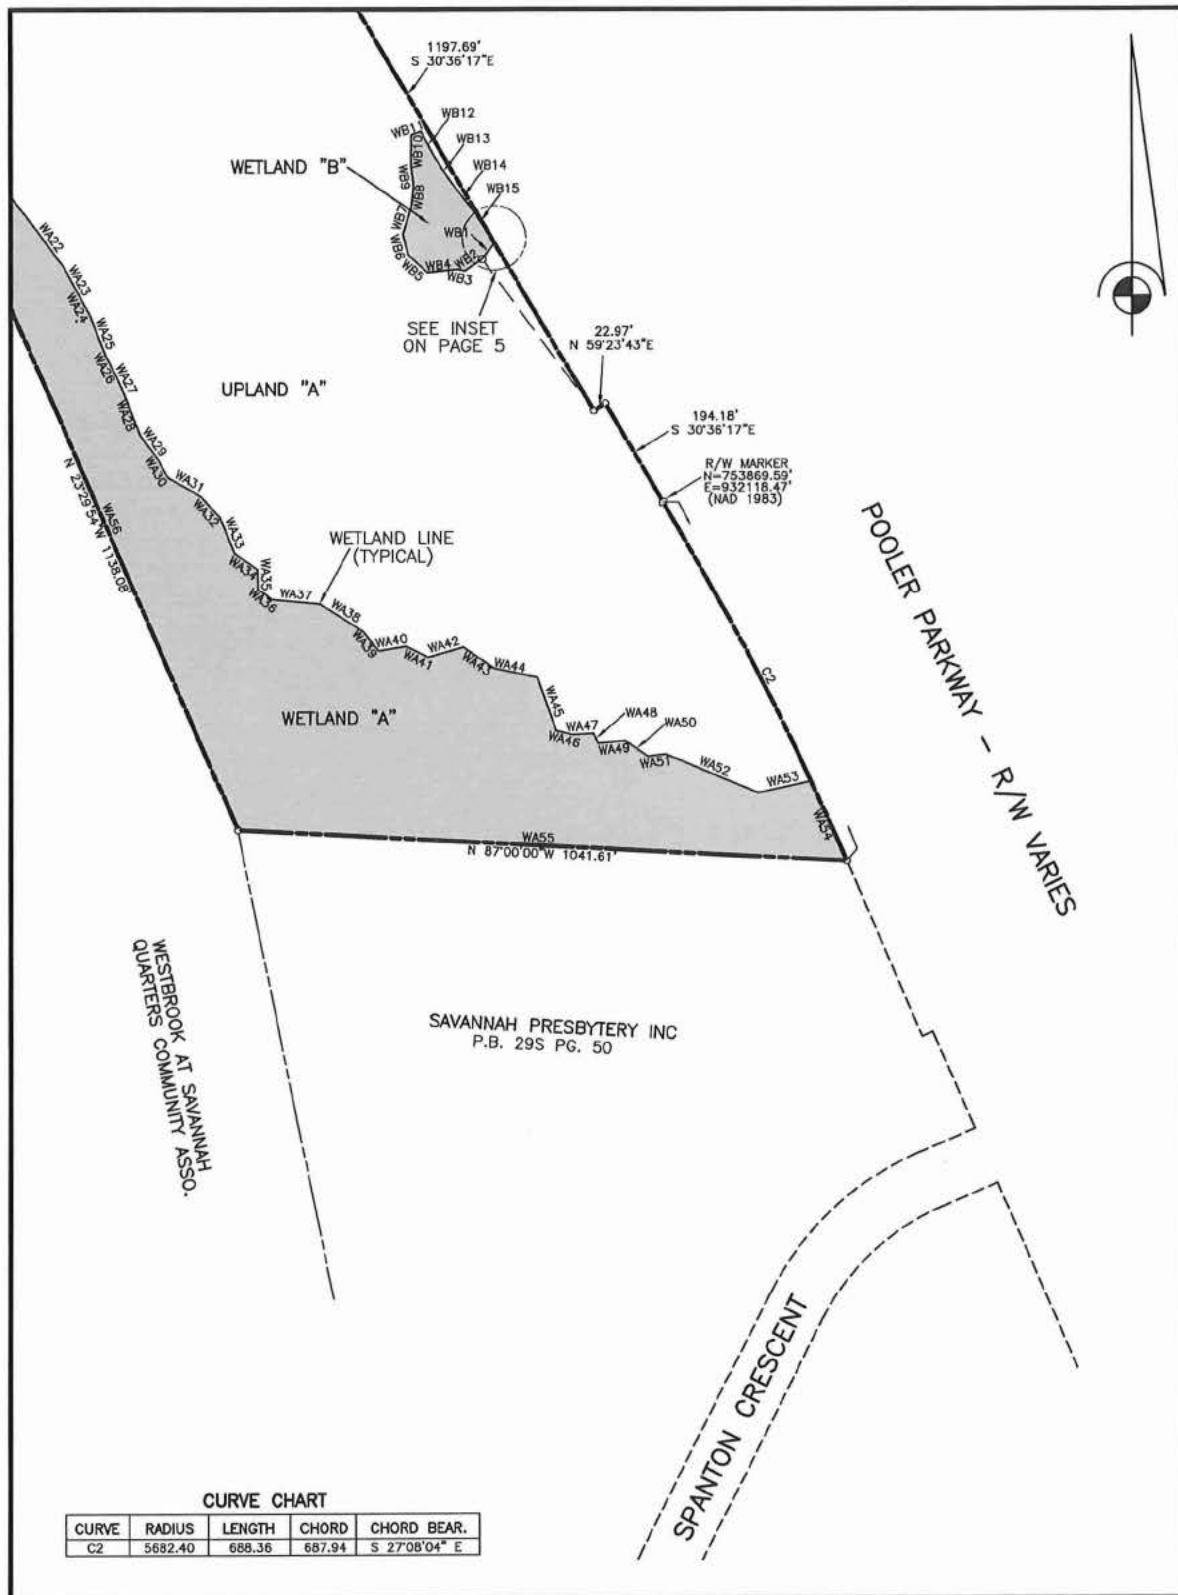 1197.69'
S 30°36'17"E
WB12
WB11
WB10
WB13
WETLAND "B"
WB9
WB8
WB14
WB15
WB7
WB1
WB6
WB2
WB5
WB4
WB3
WA22
WA23
WA24
WA25
WA26
WA27
WA28
WA29
WA30
SEE INSET
ON PAGE 5
22.97'
N 59°23'43"E
UPLAND "A"
194.18'
S 30°36'17"E
R/W MARKER
N=753869.59'
E=932118.47'
(NAD 1983)
WA31
WA32
WA33
WA34
WA35
WA36
WA37
WETLAND LINE
(TYPICAL)
WA56
N 23°29'54"W 1138.08'
WA38
WA39
WA40
WA41
WA42
WA43
WA44
WA45
WA46
WA47
WA48
WA49
WA50
WA51
WA52
WA53
WA54
C2
POOLER PARKWAY - R/W VARIES
WETLAND "A"
WA55
N 87°00'00"W 1041.61'
WESTBROOK AT SAVANNAH
QUARTERS COMMUNITY ASSO.
SAVANNAH PRESBYTERY INC
P.B. 29S PG. 50
SPANTON CRESCENT
CURVE CHART
CURVE RADIUS LENGTH CHORD CHORD BEAR.
C2 5682.40 688.36 687.94 S 27°08'04" E